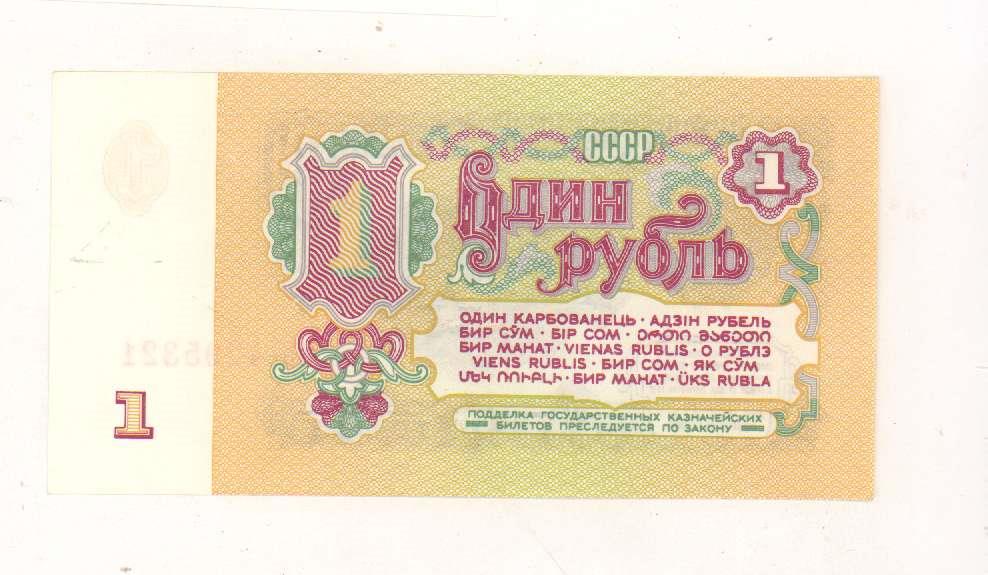 СССР
1
1
Один
рубль
ОДИН КАРБОВАНЕЦЬ · АДЗІН РУБЕЛЬ
БИР СЎМ · БІР СОМ · ᲔᲠᲗᲘ ᲛᲐᲜᲔᲗᲘ
БИР МАНАТ · VIENAS RUBLIS · О РУБЛЭ
VIENS RUBLIS · БИР СОМ · ЯК СЎМ
ՄԵԿ ՌՈՒԲԼԻ · БИР МАНАТ · ÜKS RUBLA
ПОДДЕЛКА ГОСУДАРСТВЕННЫХ КАЗНАЧЕЙСКИХ
БИЛЕТОВ ПРЕСЛЕДУЕТСЯ ПО ЗАКОНУ
1